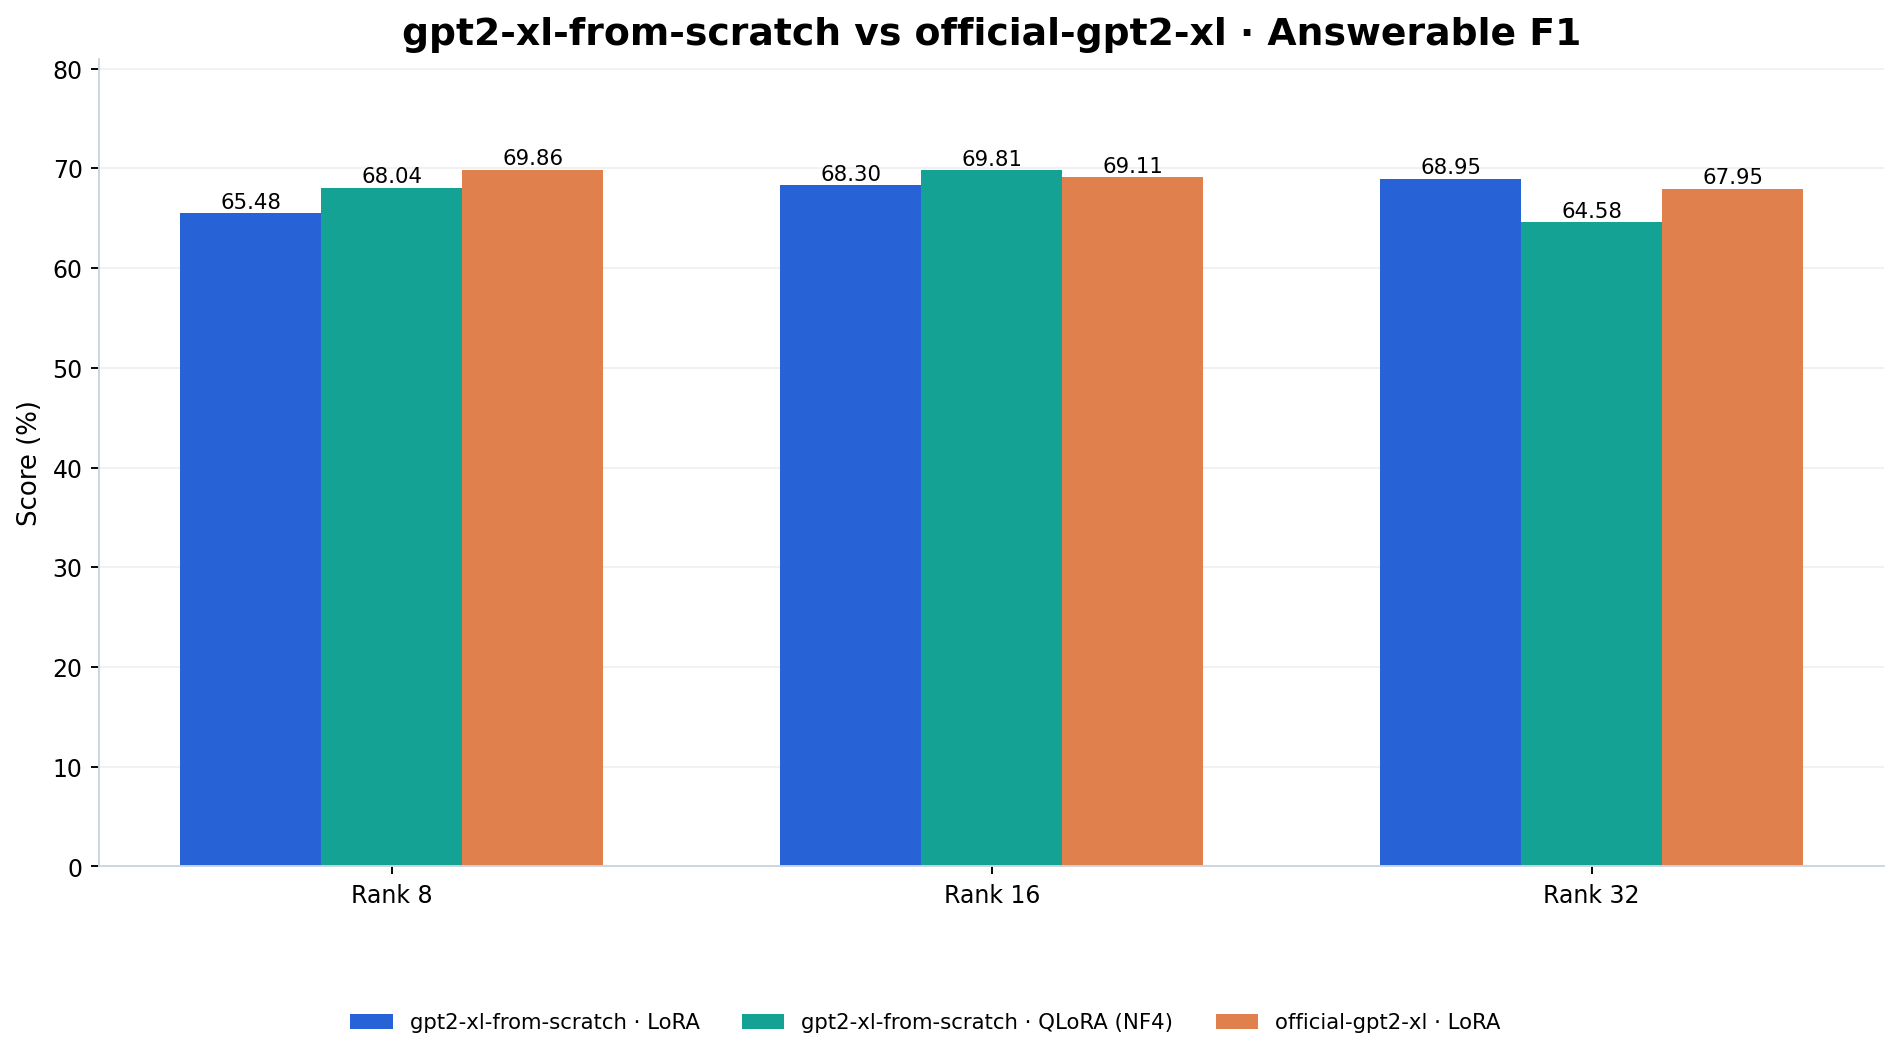 gpt2-xl-from-scratch vs official-gpt2-xl · Answerable F1
Score (%)
80
70
60
50
40
30
20
10
0
65.48
68.04
69.86
68.30
69.81
69.11
68.95
64.58
67.95
Rank 8
Rank 16
Rank 32
gpt2-xl-from-scratch · LoRA
gpt2-xl-from-scratch · QLoRA (NF4)
official-gpt2-xl · LoRA